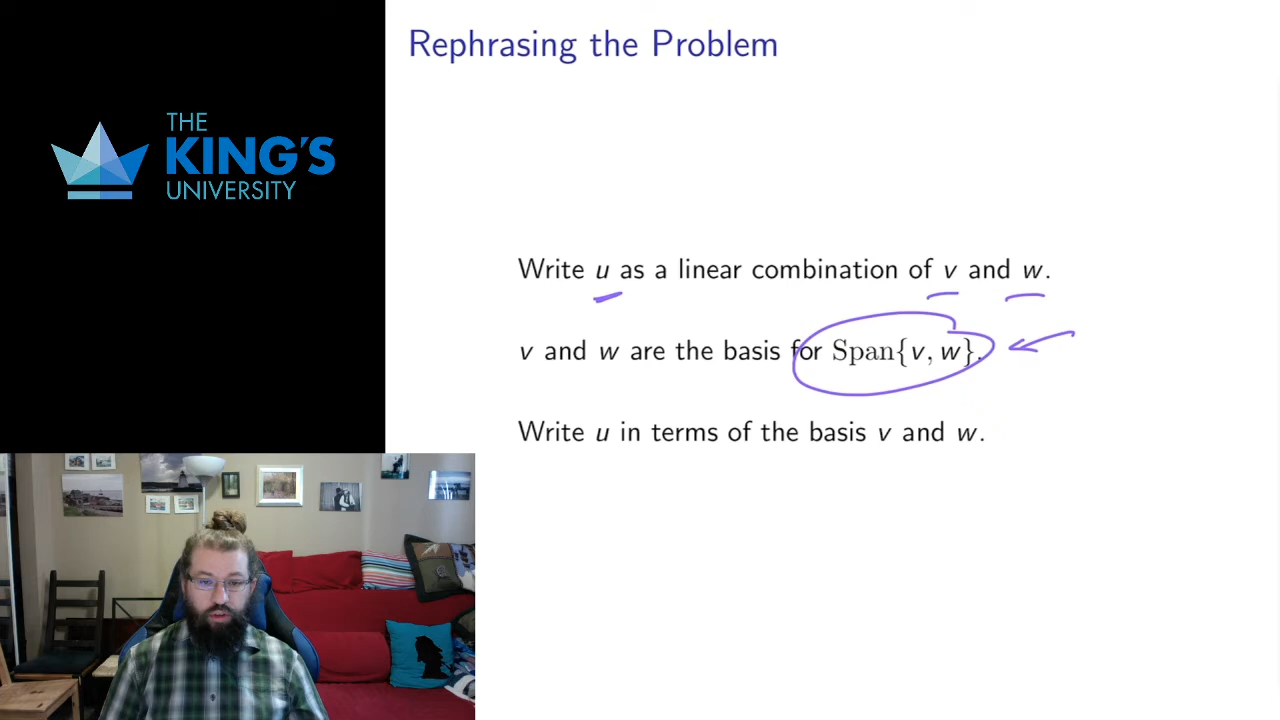 Rephrasing the Problem
THE
KING'S
UNIVERSITY
Write u as a linear combination of v and w.
v and w are the basis for Span{v, w}.
Write u in terms of the basis v and w.